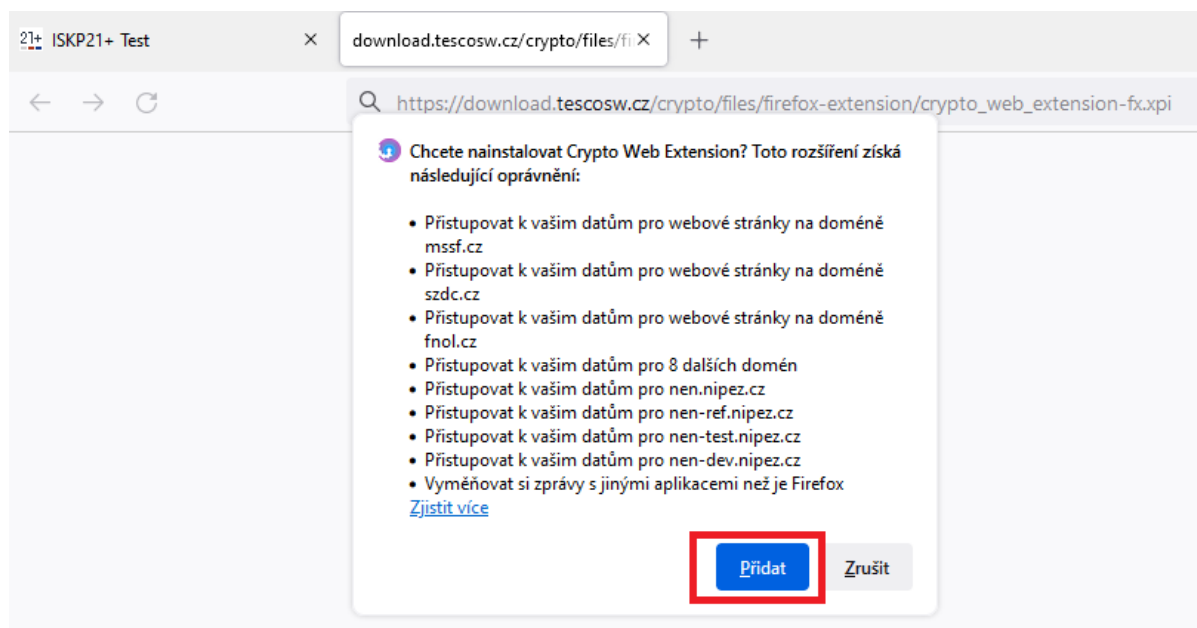 21+ ISKP21+ Test
download.tescosw.cz/crypto/files/fi
https://download.tescosw.cz/crypto/files/firefox-extension/crypto_web_extension-fx.xpi
Chcete nainstalovat Crypto Web Extension? Toto rozšíření získá
následující oprávnění:
• Přistupovat k vašim datům pro webové stránky na doméně
mssf.cz
• Přistupovat k vašim datům pro webové stránky na doméně
szdc.cz
• Přistupovat k vašim datům pro webové stránky na doméně
fnol.cz
• Přistupovat k vašim datům pro 8 dalších domén
• Přistupovat k vašim datům pro nen.nipez.cz
• Přistupovat k vašim datům pro nen-ref.nipez.cz
• Přistupovat k vašim datům pro nen-test.nipez.cz
• Přistupovat k vašim datům pro nen-dev.nipez.cz
• Vyměňovat si zprávy s jinými aplikacemi než je Firefox
Zjistit více
Přidat Zrušit